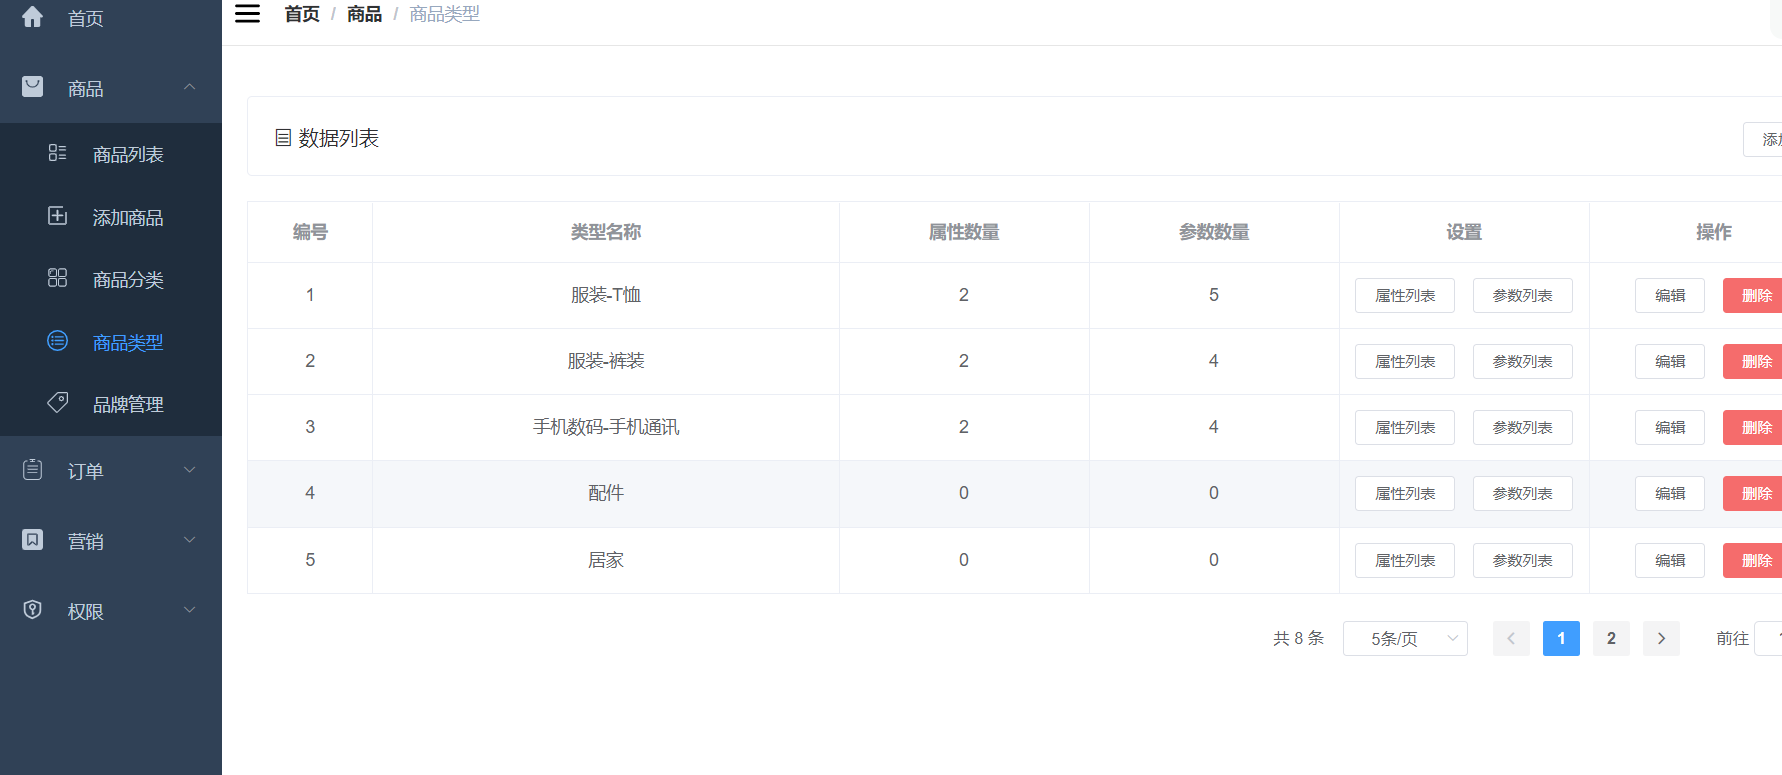 首页
首页 / 商品 / 商品类型
商品
数据列表
商品列表
添加商品
商品分类
商品类型
品牌管理
订单
营销
权限
编号 类型名称 属性数量 参数数量 设置 操作
1 服装-T恤 2 5 属性列表 参数列表 编辑 删除
2 服装-裤装 2 4 属性列表 参数列表 编辑 删除
3 手机数码-手机通讯 2 4 属性列表 参数列表 编辑 删除
4 配件 0 0 属性列表 参数列表 编辑 删除
5 居家 0 0 属性列表 参数列表 编辑 删除
共 8 条 5条/页 1 2 前往